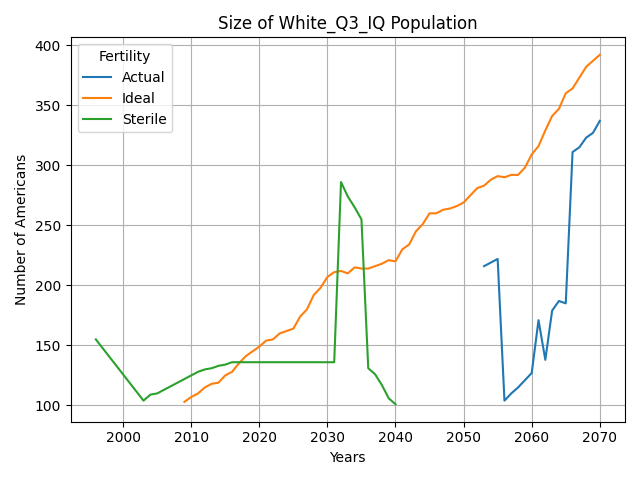 Size of White_Q3_IQ Population
Fertility
Actual
Ideal
Sterile
Number of Americans
400
350
300
250
200
150
100
2000
2010
2020
2030
2040
2050
2060
2070
Years